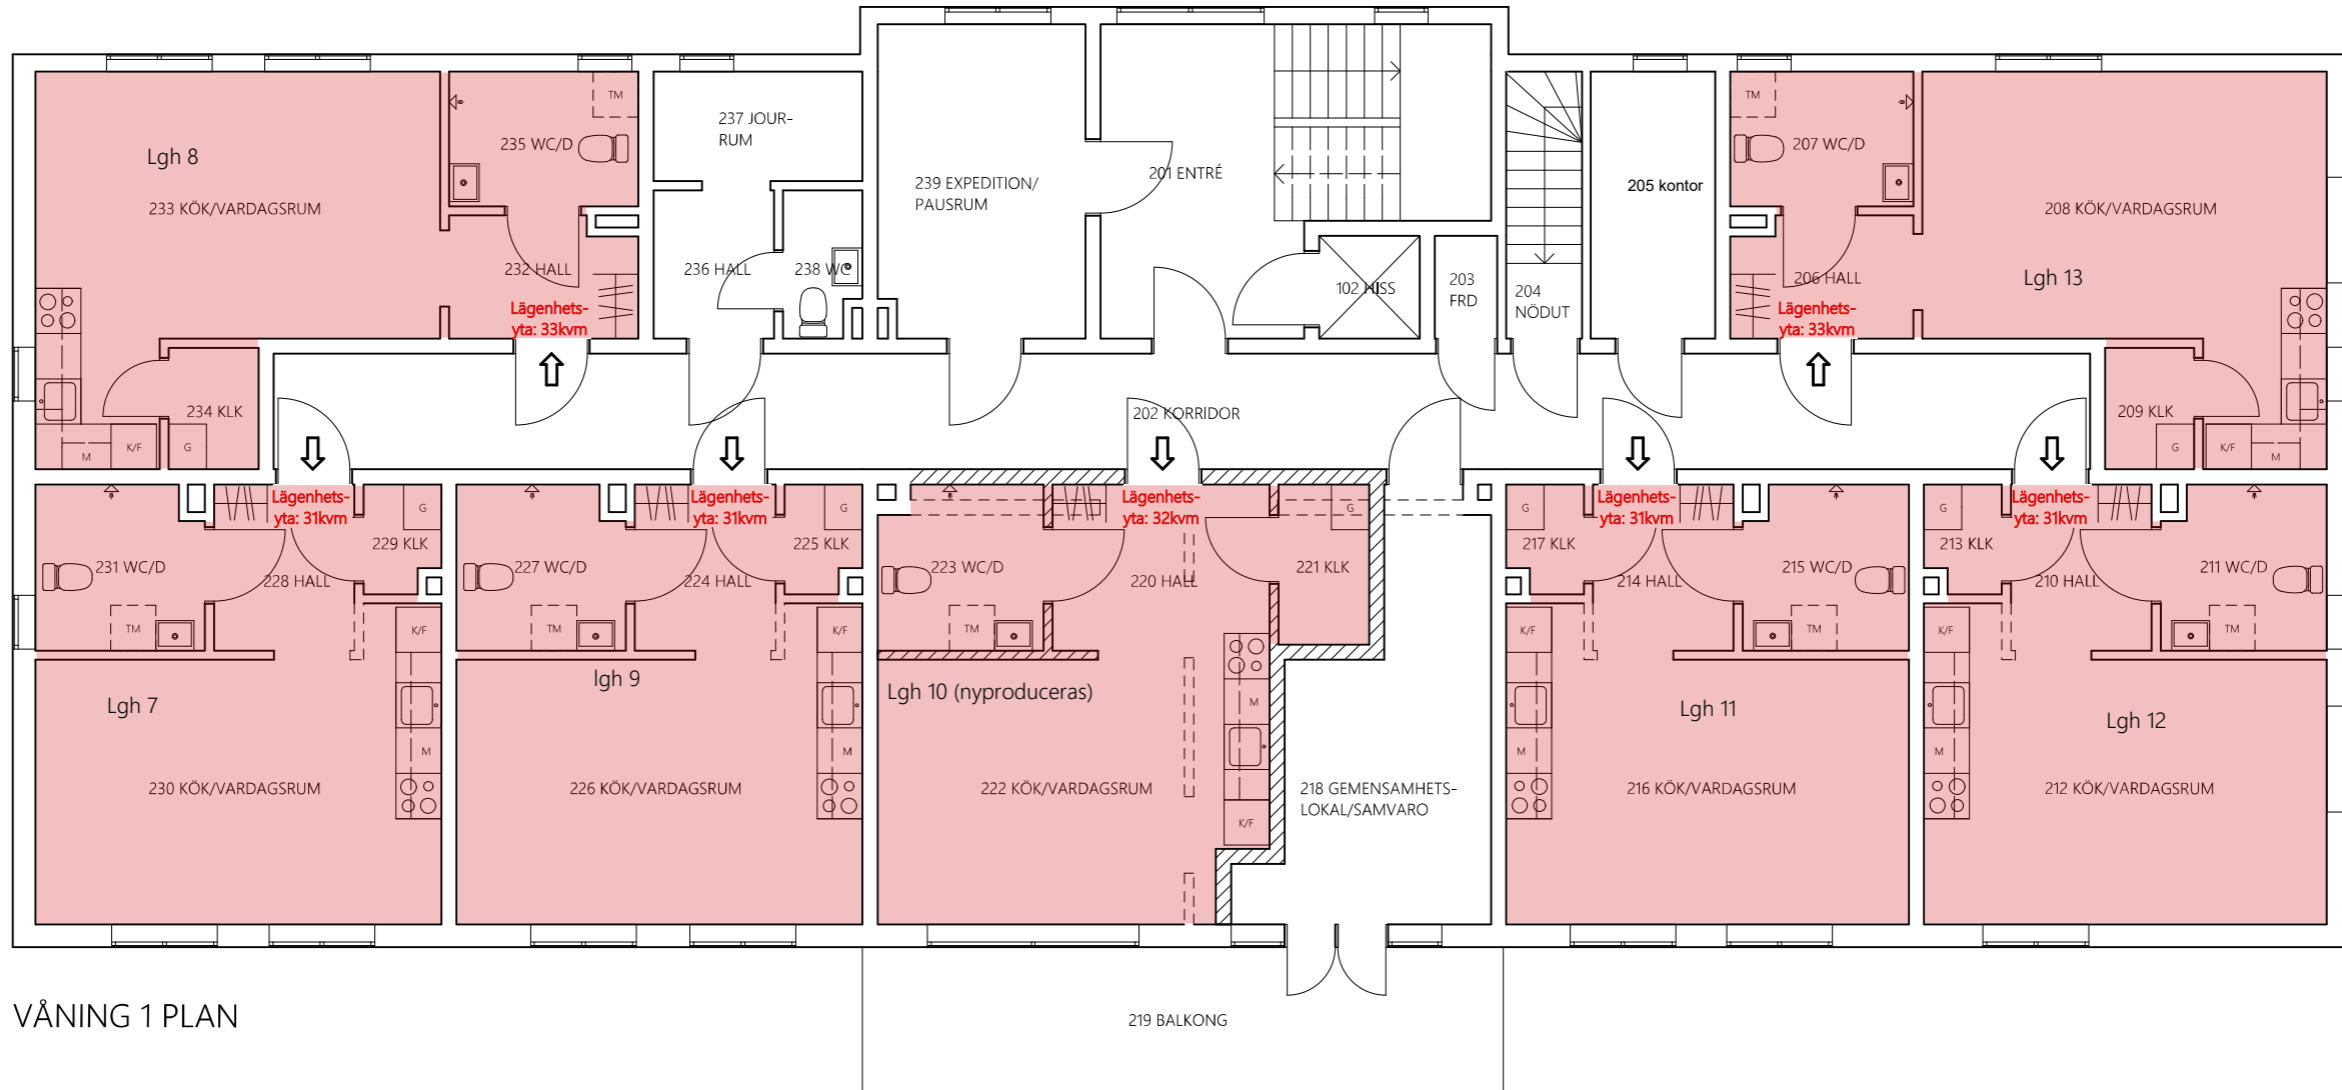 TM
237 JOUR-
RUM
Lgh 8
235 WC/D
233 KÖK/VARDAGSRUM
239 EXPEDITION/
PAUSRUM
201 ENTRÉ
205 kontor
TM
207 WC/D
208 KÖK/VARDAGSRUM
232 HALL
Lägenhets-
yta: 33kvm
236 HALL
238 WC
102 HISS
203
FRD
204
NÖDUT
206 HALL
Lägenhets-
yta: 33kvm
Lgh 13
234 KLK
M
K/F
G
202 KORRIDOR
209 KLK
G
K/F
M
Lägenhets-
yta: 31kvm
G
229 KLK
231 WC/D
228 HALL
TM
K/F
Lgh 7
M
230 KÖK/VARDAGSRUM
Lägenhets-
yta: 31kvm
G
225 KLK
227 WC/D
224 HALL
TM
K/F
lgh 9
M
226 KÖK/VARDAGSRUM
Lägenhets-
yta: 32kvm
G
223 WC/D
220 HALL
221 KLK
TM
Lgh 10 (nyproduceras)
M
222 KÖK/VARDAGSRUM
K/F
218 GEMENSAMHETS-
LOKAL/SAMVARO
Lägenhets-
yta: 31kvm
G
217 KLK
214 HALL
215 WC/D
K/F
TM
Lgh 11
M
216 KÖK/VARDAGSRUM
Lägenhets-
yta: 31kvm
G
213 KLK
210 HALL
211 WC/D
K/F
TM
Lgh 12
M
212 KÖK/VARDAGSRUM
VÅNING 1 PLAN
219 BALKONG